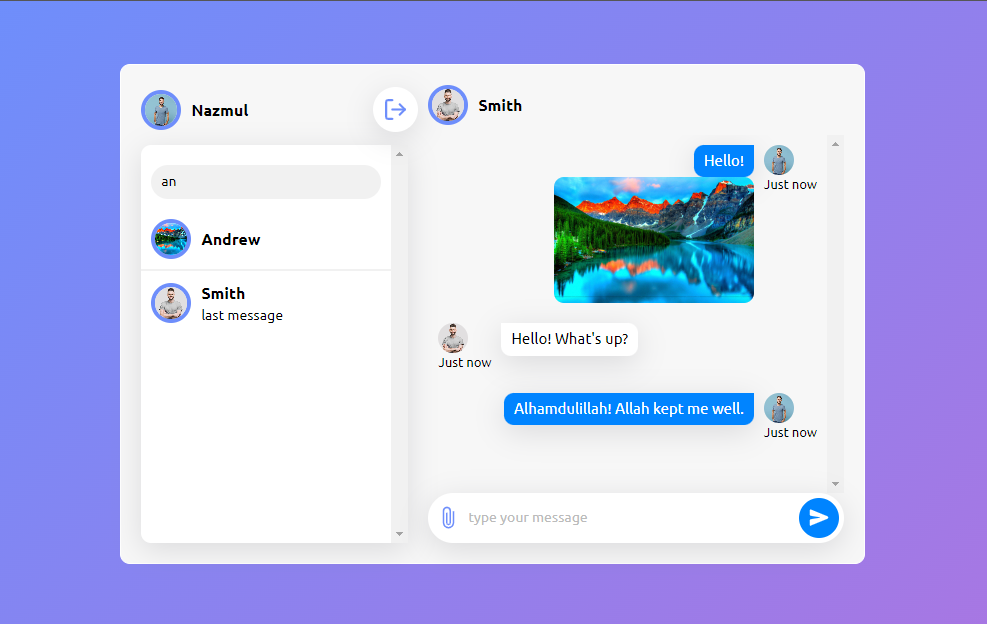 Nazmul
an
Andrew
Smith
last message
Smith
Hello!
Just now
Hello! What's up?
Just now
Alhamdulillah! Allah kept me well.
Just now
type your message